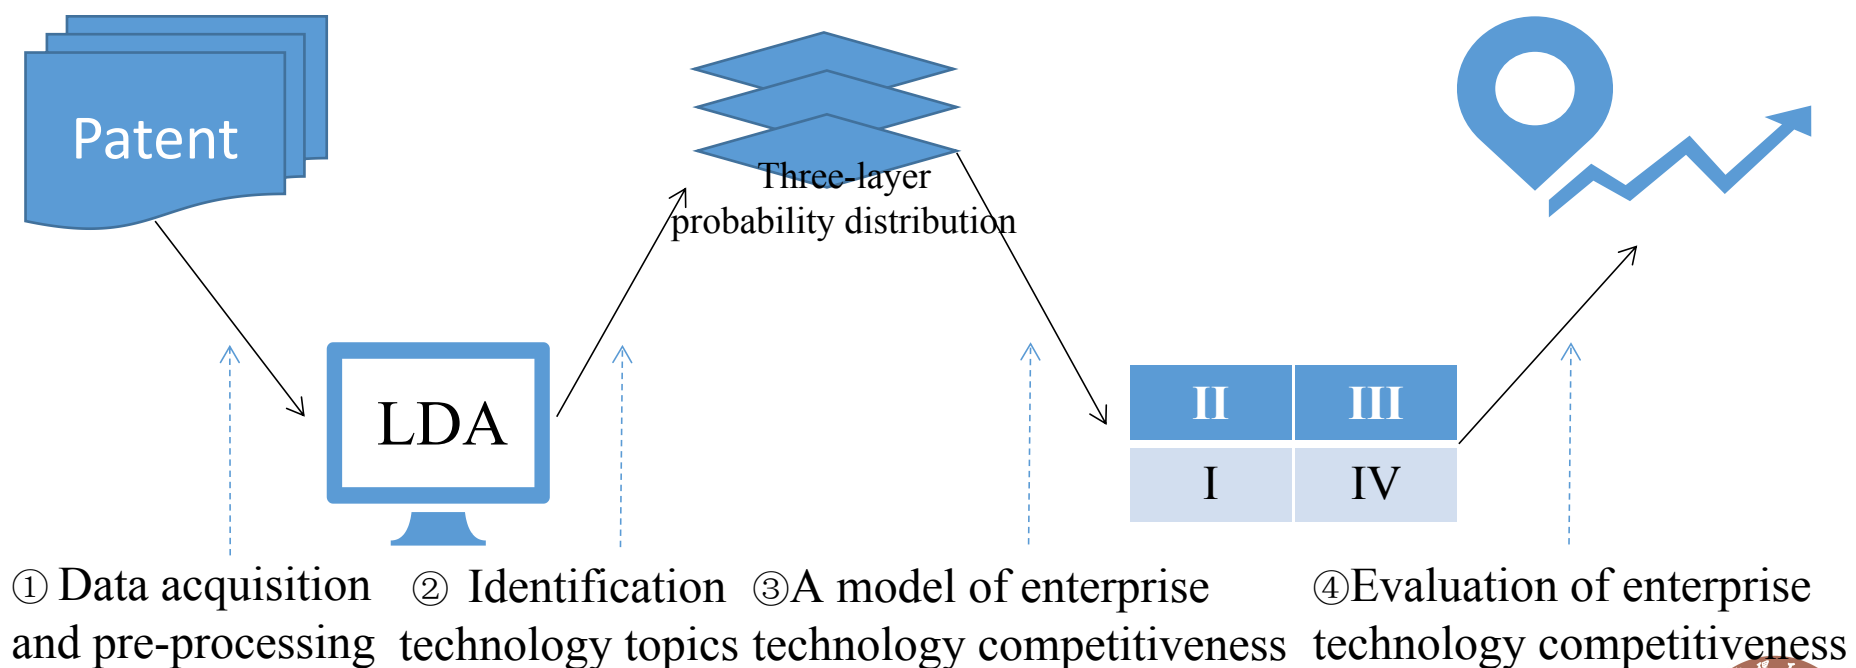 Patent
Three-layer
probability distribution
LDA
II III
I IV
① Data acquisition
and pre-processing
② Identification
technology topics
③A model of enterprise
technology competitiveness
④Evaluation of enterprise
technology competitiveness